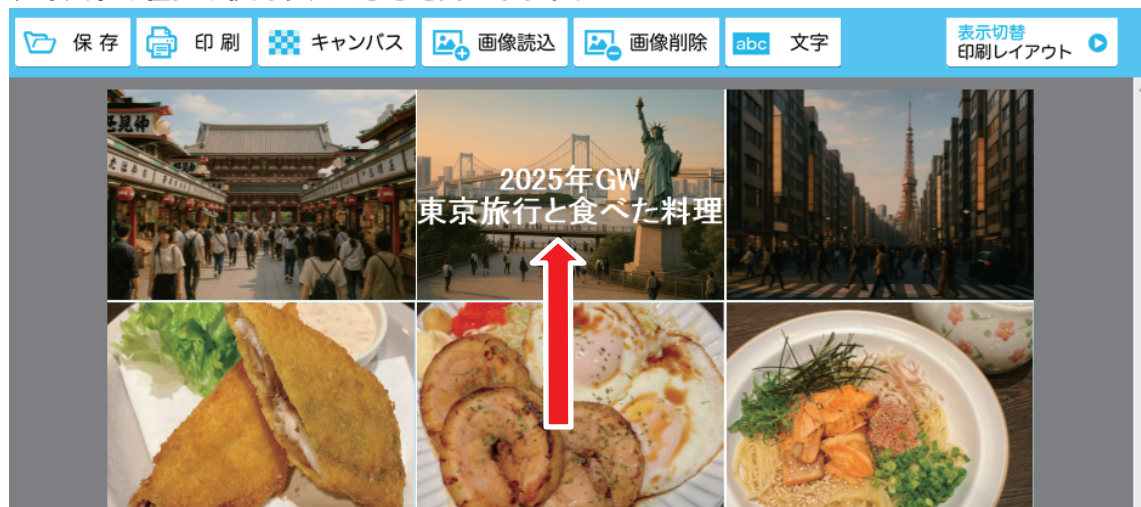 保存
印刷
キャンバス
画像読込
画像削除
abc 文字
表示切替
印刷レイアウト
2025年GW
東京旅行と食べた料理